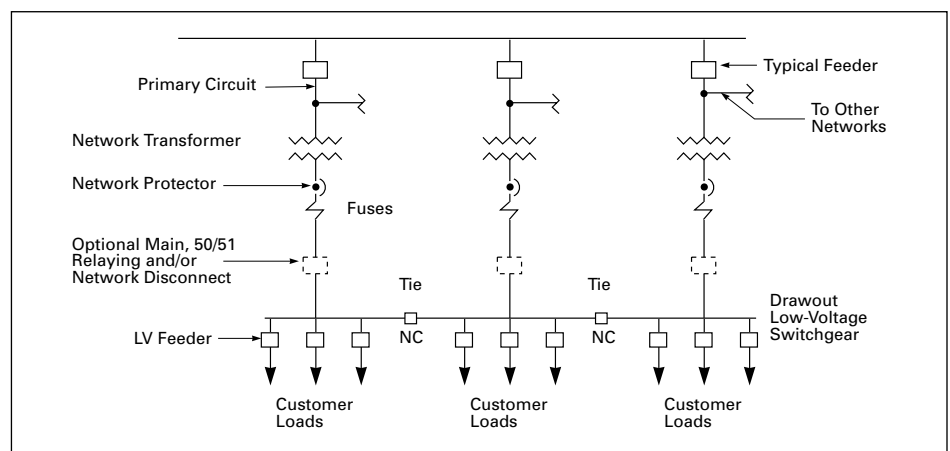 Typical Feeder
Primary Circuit
To Other
Networks
Network Transformer
Network Protector
Fuses
Optional Main, 50/51
Relaying and/or
Network Disconnect
Tie
Tie
Drawout
Low-Voltage
Switchgear
LV Feeder
NC
NC
Customer
Loads
Customer
Loads
Customer
Loads